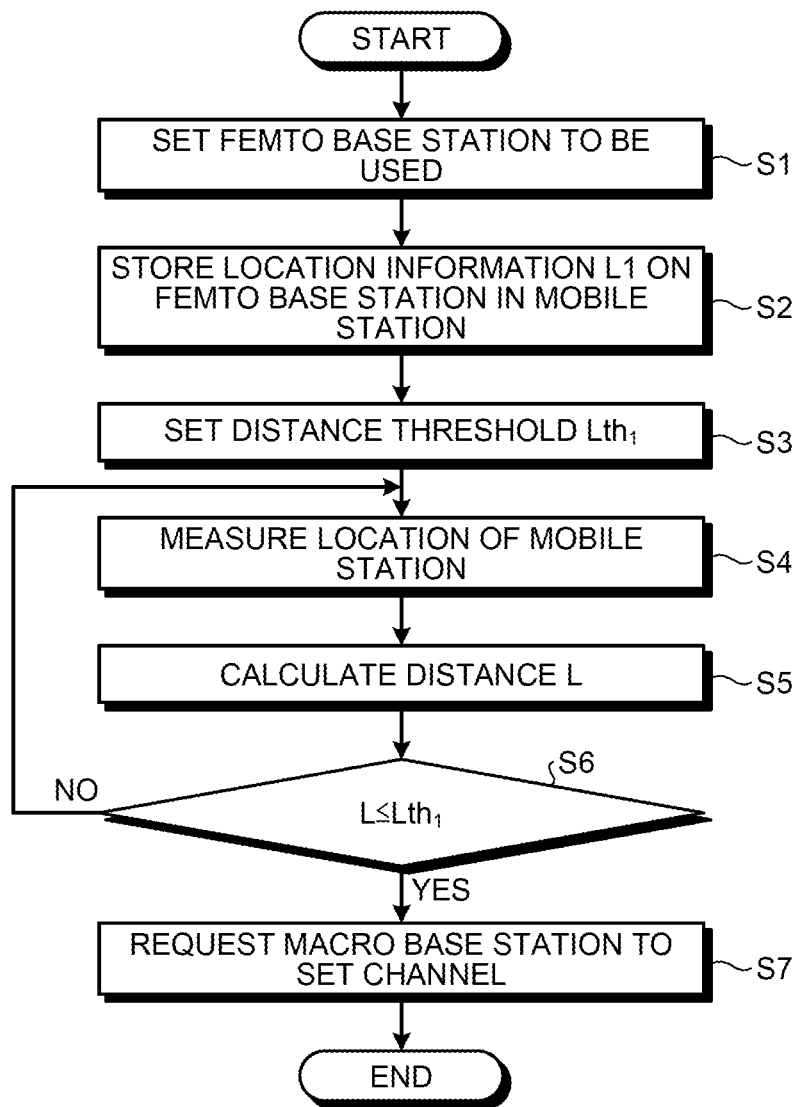 START
SET FEMTO BASE STATION TO BE
USED
S1
STORE LOCATION INFORMATION L1 ON
FEMTO BASE STATION IN MOBILE
STATION
S2
SET DISTANCE THRESHOLD Lth₁
S3
MEASURE LOCATION OF MOBILE
STATION
S4
CALCULATE DISTANCE L
S5
S6
NO
L≤Lth₁
YES
REQUEST MACRO BASE STATION TO
SET CHANNEL
S7
END